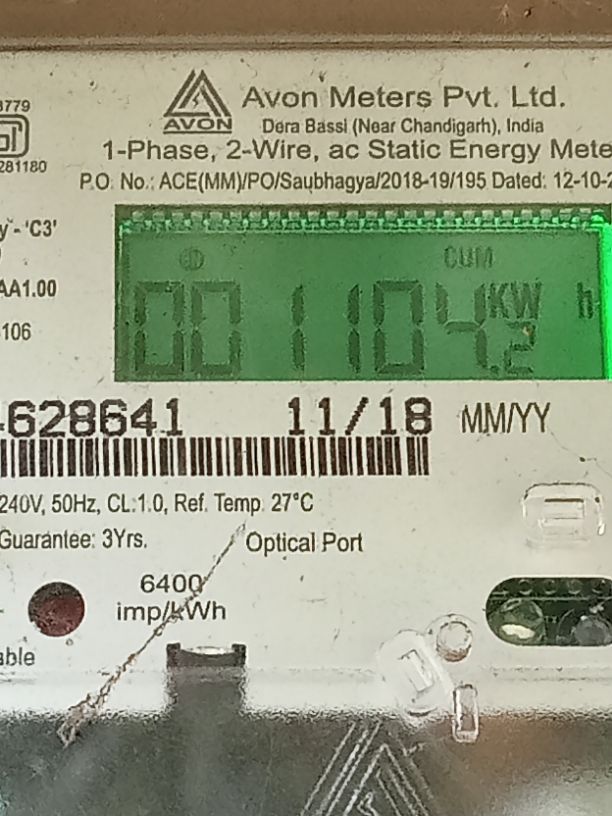 Avon Meters Pvt. Ltd.
AVON
Dera Bassi (Near Chandigarh), India
1-Phase, 2-Wire, ac Static Energy Mete
P.O. No.: ACE(MM)/PO/Saubhagya/2018-19/195 Dated: 12-10-2
8779
281180
y - 'C3'
AA1.00
106
CUM
001104.2 KW h
628641 11/18 MM/YY
240V, 50Hz, CL:1.0, Ref. Temp. 27°C
Guarantee: 3Yrs.
Optical Port
6400
imp/kWh
able